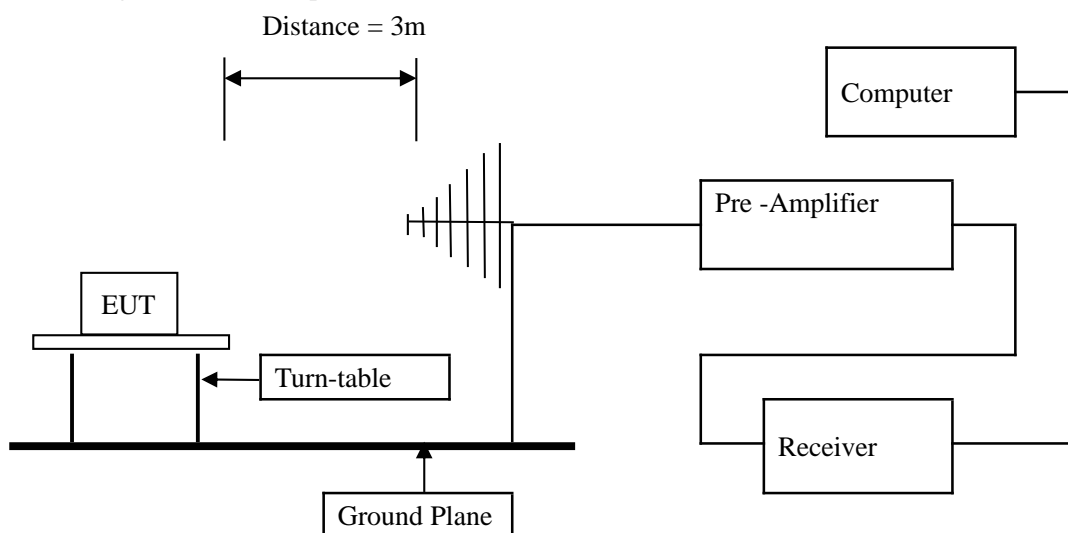 Distance = 3m
Computer
Pre -Amplifier
EUT
Turn-table
Receiver
Ground Plane